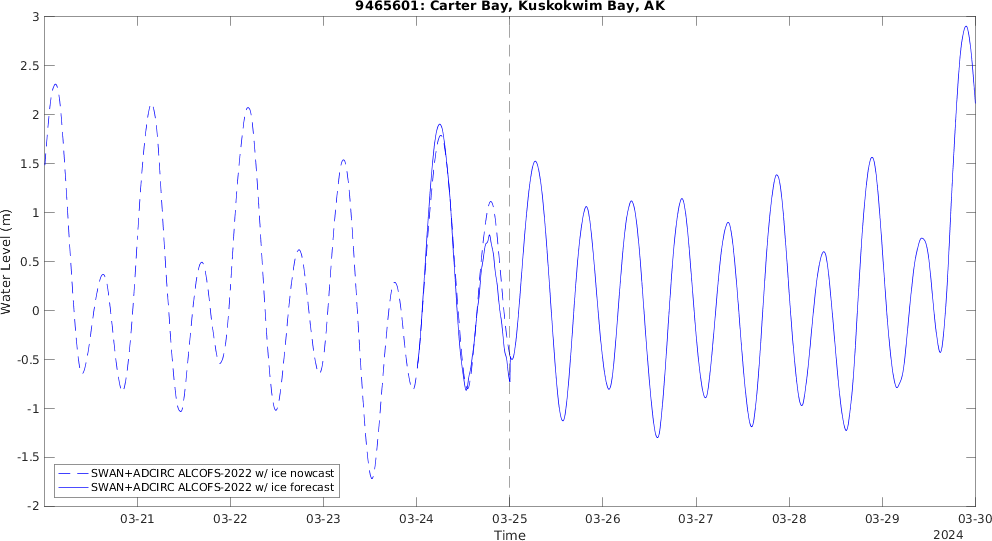 9465601: Carter Bay, Kuskokwim Bay, AK
3
2.5
2
1.5
1
0.5
0
-0.5
-1
-1.5
-2
Water Level (m)
SWAN+ADCIRC ALCOFS-2022 w/ ice nowcast
SWAN+ADCIRC ALCOFS-2022 w/ ice forecast
03-21 03-22 03-23 03-24 03-25 03-26 03-27 03-28 03-29 03-30
Time
2024